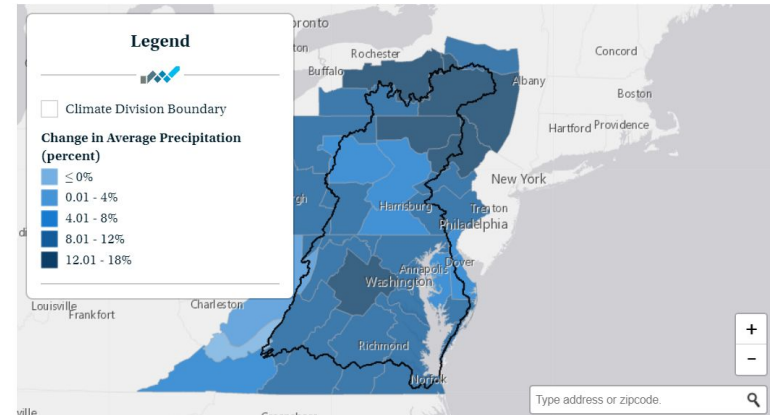 Legend
Climate Division Boundary
Change in Average Precipitation
(percent)
≤ 0%
0.01 - 4%
4.01 - 8%
8.01 - 12%
12.01 - 18%
Rochester
Buffalo
Concord
Albany
Boston
Hartford
Providence
New York
Harrisburg
Trenton
Philadelphia
Annapolis
Dover
Washington
Charleston
Louisville
Frankfort
Richmond
Norfolk
+
−
Type address or zipcode.